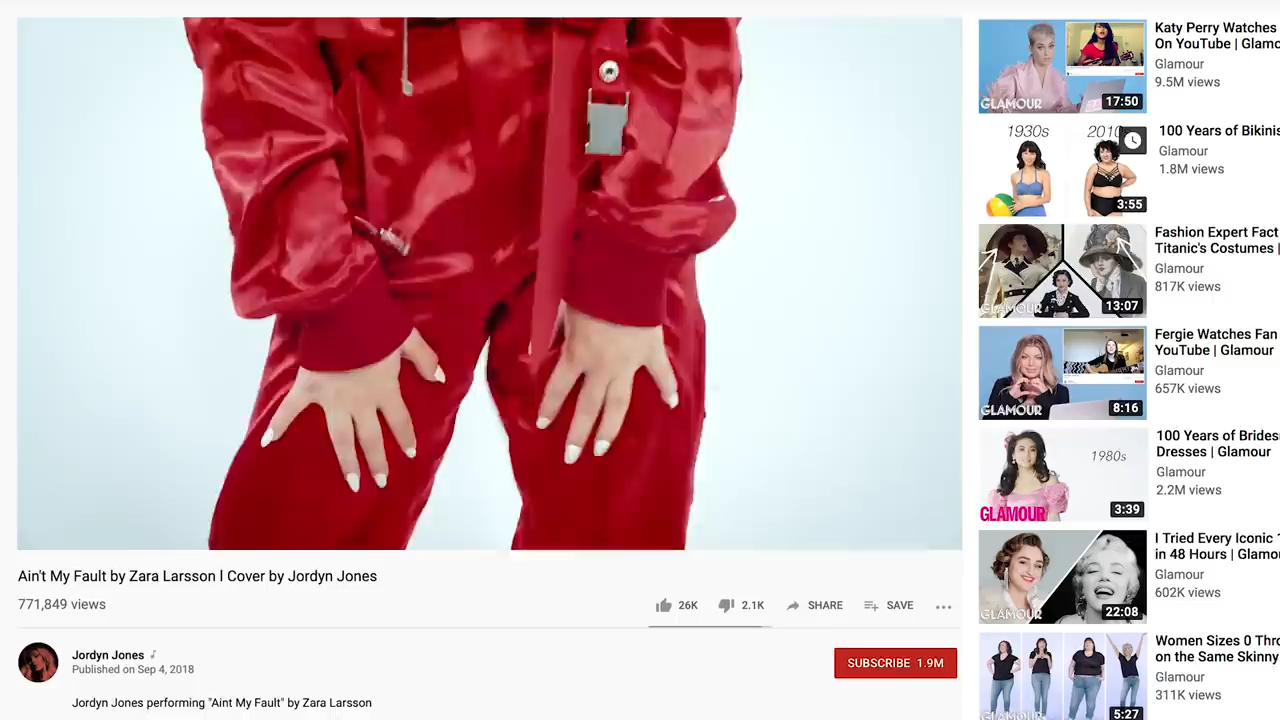 Ain't My Fault by Zara Larsson I Cover by Jordyn Jones
771,849 views
26K
2.1K
SHARE
SAVE
Jordyn Jones
Published on Sep 4, 2018
SUBSCRIBE 1.9M
Jordyn Jones performing "Aint My Fault" by Zara Larsson
GLAMOUR
17:50
Katy Perry Watches
On YouTube | Glamo
Glamour
9.5M views
1930s
2010
3:55
100 Years of Bikinis
Glamour
1.8M views
GLAMOUR
13:07
Fashion Expert Fact
Titanic's Costumes |
Glamour
817K views
GLAMOUR
8:16
Fergie Watches Fan
YouTube | Glamour
Glamour
657K views
1980s
GLAMOUR
3:39
100 Years of Brides
Dresses | Glamour
Glamour
2.2M views
GLAMOUR
22:08
I Tried Every Iconic
in 48 Hours | Glamo
Glamour
602K views
GLAMOUR
5:27
Women Sizes 0 Thro
on the Same Skinny
Glamour
311K views